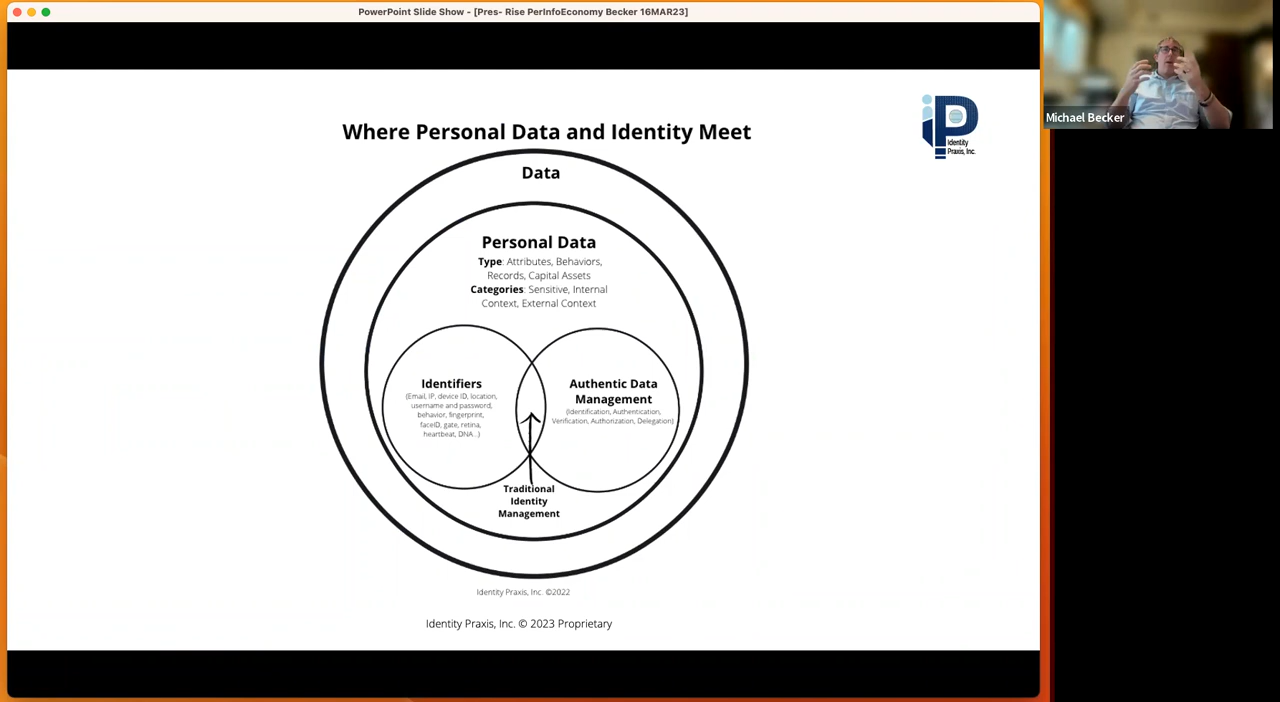 PowerPoint Slide Show - [Pres- Rise PerInfoEconomy Becker 16MAR23]
Michael Becker
iP
Identity
Praxis, Inc.
Where Personal Data and Identity Meet
Data
Personal Data
Type: Attributes, Behaviors,
Records, Capital Assets
Categories: Sensitive, Internal
Context, External Context
Identifiers
(Email, IP, device ID, location,
username and password,
behavior, fingerprint,
faceID, gate, retina,
heartbeat, DNA...)
Authentic Data
Management
(Identification, Authentication,
Verification, Authorization, Delegation)
Traditional
Identity
Management
Identity Praxis, Inc. ©2022
Identity Praxis, Inc. © 2023 Proprietary